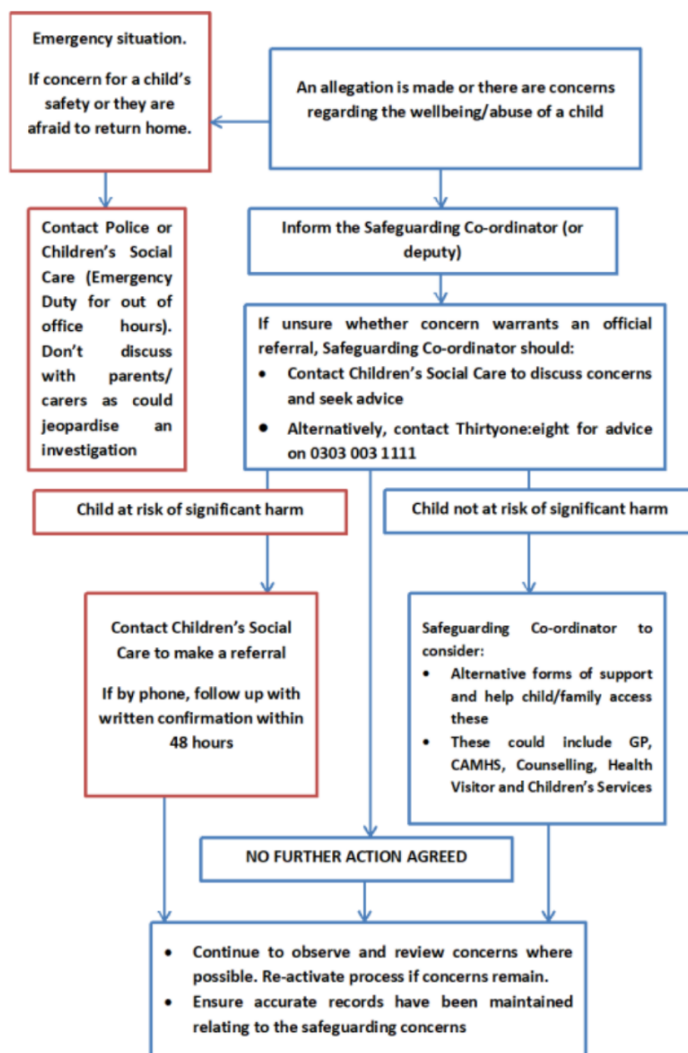 Emergency situation.
If concern for a child's
safety or they are
afraid to return home.
An allegation is made or there are concerns
regarding the wellbeing/abuse of a child
Contact Police or
Children's Social
Care (Emergency
Duty for out of
office hours).
Don't discuss
with parents/
carers as could
jeopardise an
investigation
Inform the Safeguarding Co-ordinator (or
deputy)
If unsure whether concern warrants an official
referral, Safeguarding Co-ordinator should:
• Contact Children's Social Care to discuss concerns
and seek advice
• Alternatively, contact Thirtyone:eight for advice
on 0303 003 1111
Child at risk of significant harm
Child not at risk of significant harm
Contact Children's Social
Care to make a referral
If by phone, follow up with
written confirmation within
48 hours
Safeguarding Co-ordinator to
consider:
• Alternative forms of support
and help child/family access
these
• These could include GP,
CAMHS, Counselling, Health
Visitor and Children's Services
NO FURTHER ACTION AGREED
• Continue to observe and review concerns where
possible. Re-activate process if concerns remain.
• Ensure accurate records have been maintained
relating to the safeguarding concerns